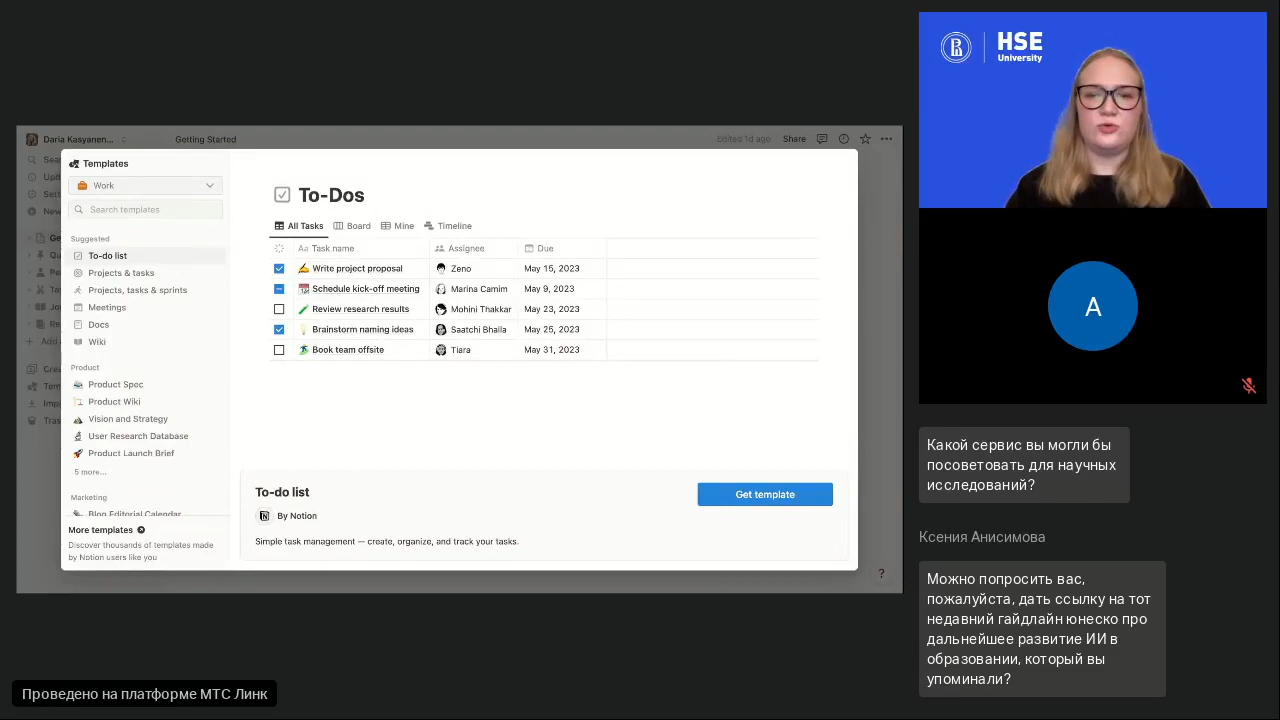 Daria Kasyanen...
Getting Started
Edited 1d ago
Share
Templates
Work
Search templates
Suggested
To-do list
Projects & tasks
Projects, tasks & sprints
Meetings
Docs
Wiki
Product
Product Spec
Product Wiki
Vision and Strategy
User Research Database
Product Launch Brief
5 more...
Marketing
Blog Editorial Calendar
More templates
Discover thousands of templates made
by Notion users like you
To-Dos
All Tasks Board Mine Timeline
Aa Task name Assignee Due
Write project proposal Zeno May 15, 2023
Schedule kick-off meeting Marina Camim May 9, 2023
Review research results Mohini Thakkar May 23, 2023
Brainstorm naming ideas Saatchi Bhalla May 25, 2023
Book team offsite Tiara May 31, 2023
To-do list
Get template
By Notion
Simple task management — create, organize, and track your tasks.
?
HSE
University
A
Какой сервис вы могли бы
посоветовать для научных
исследований?
Ксения Анисимова
Можно попросить вас,
пожалуйста, дать ссылку на тот
недавний гайдлайн юнеско про
дальнейшее развитие ИИ в
образовании, который вы
упоминали?
Проведено на платформе МТС Линк